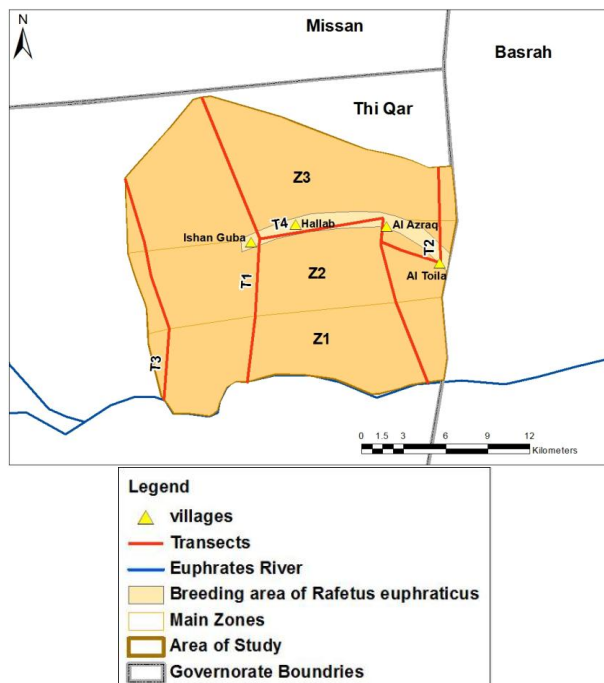 N
Missan
Basrah
Thi Qar
Z3
T4
Hallab
Al Azraq
Ishan Guba
T2
Al Toila
T1
Z2
Z1
T3
0 1.5 3 6 9 12
Kilometers
Legend
villages
Transects
Euphrates River
Breeding area of Rafetus euphraticus
Main Zones
Area of Study
Governorate Boundries